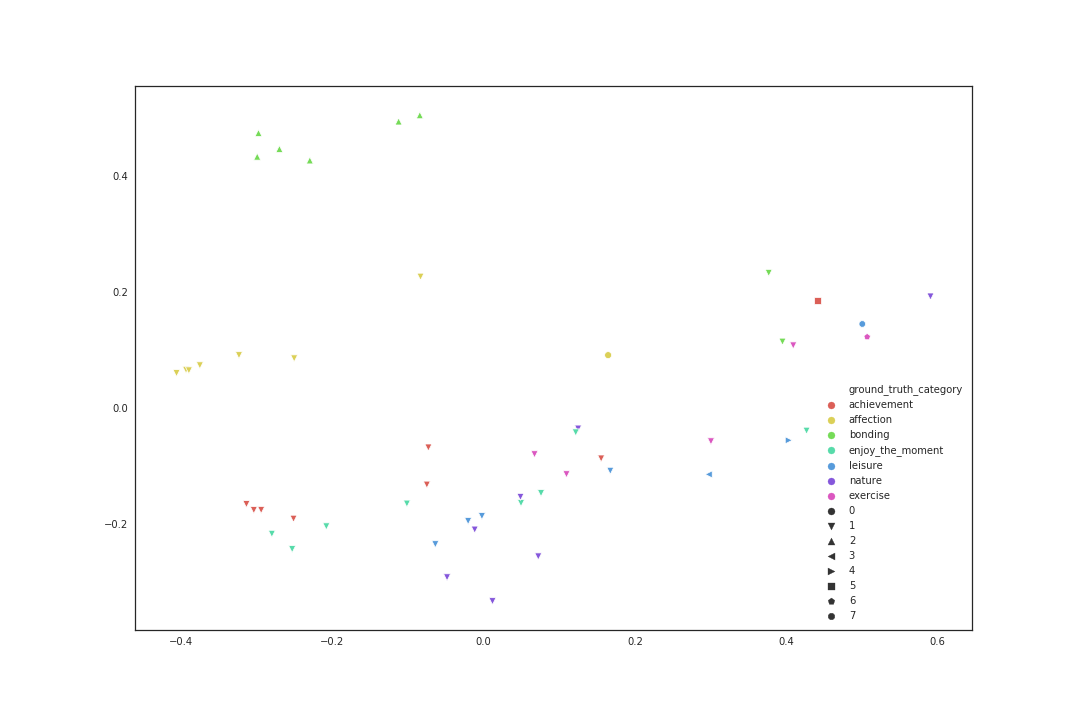 0.4
0.2
0.0
−0.2
−0.4
−0.2
0.0
0.2
0.4
0.6
ground_truth_category
achievement
affection
bonding
enjoy_the_moment
leisure
nature
exercise
0
1
2
3
4
5
6
7